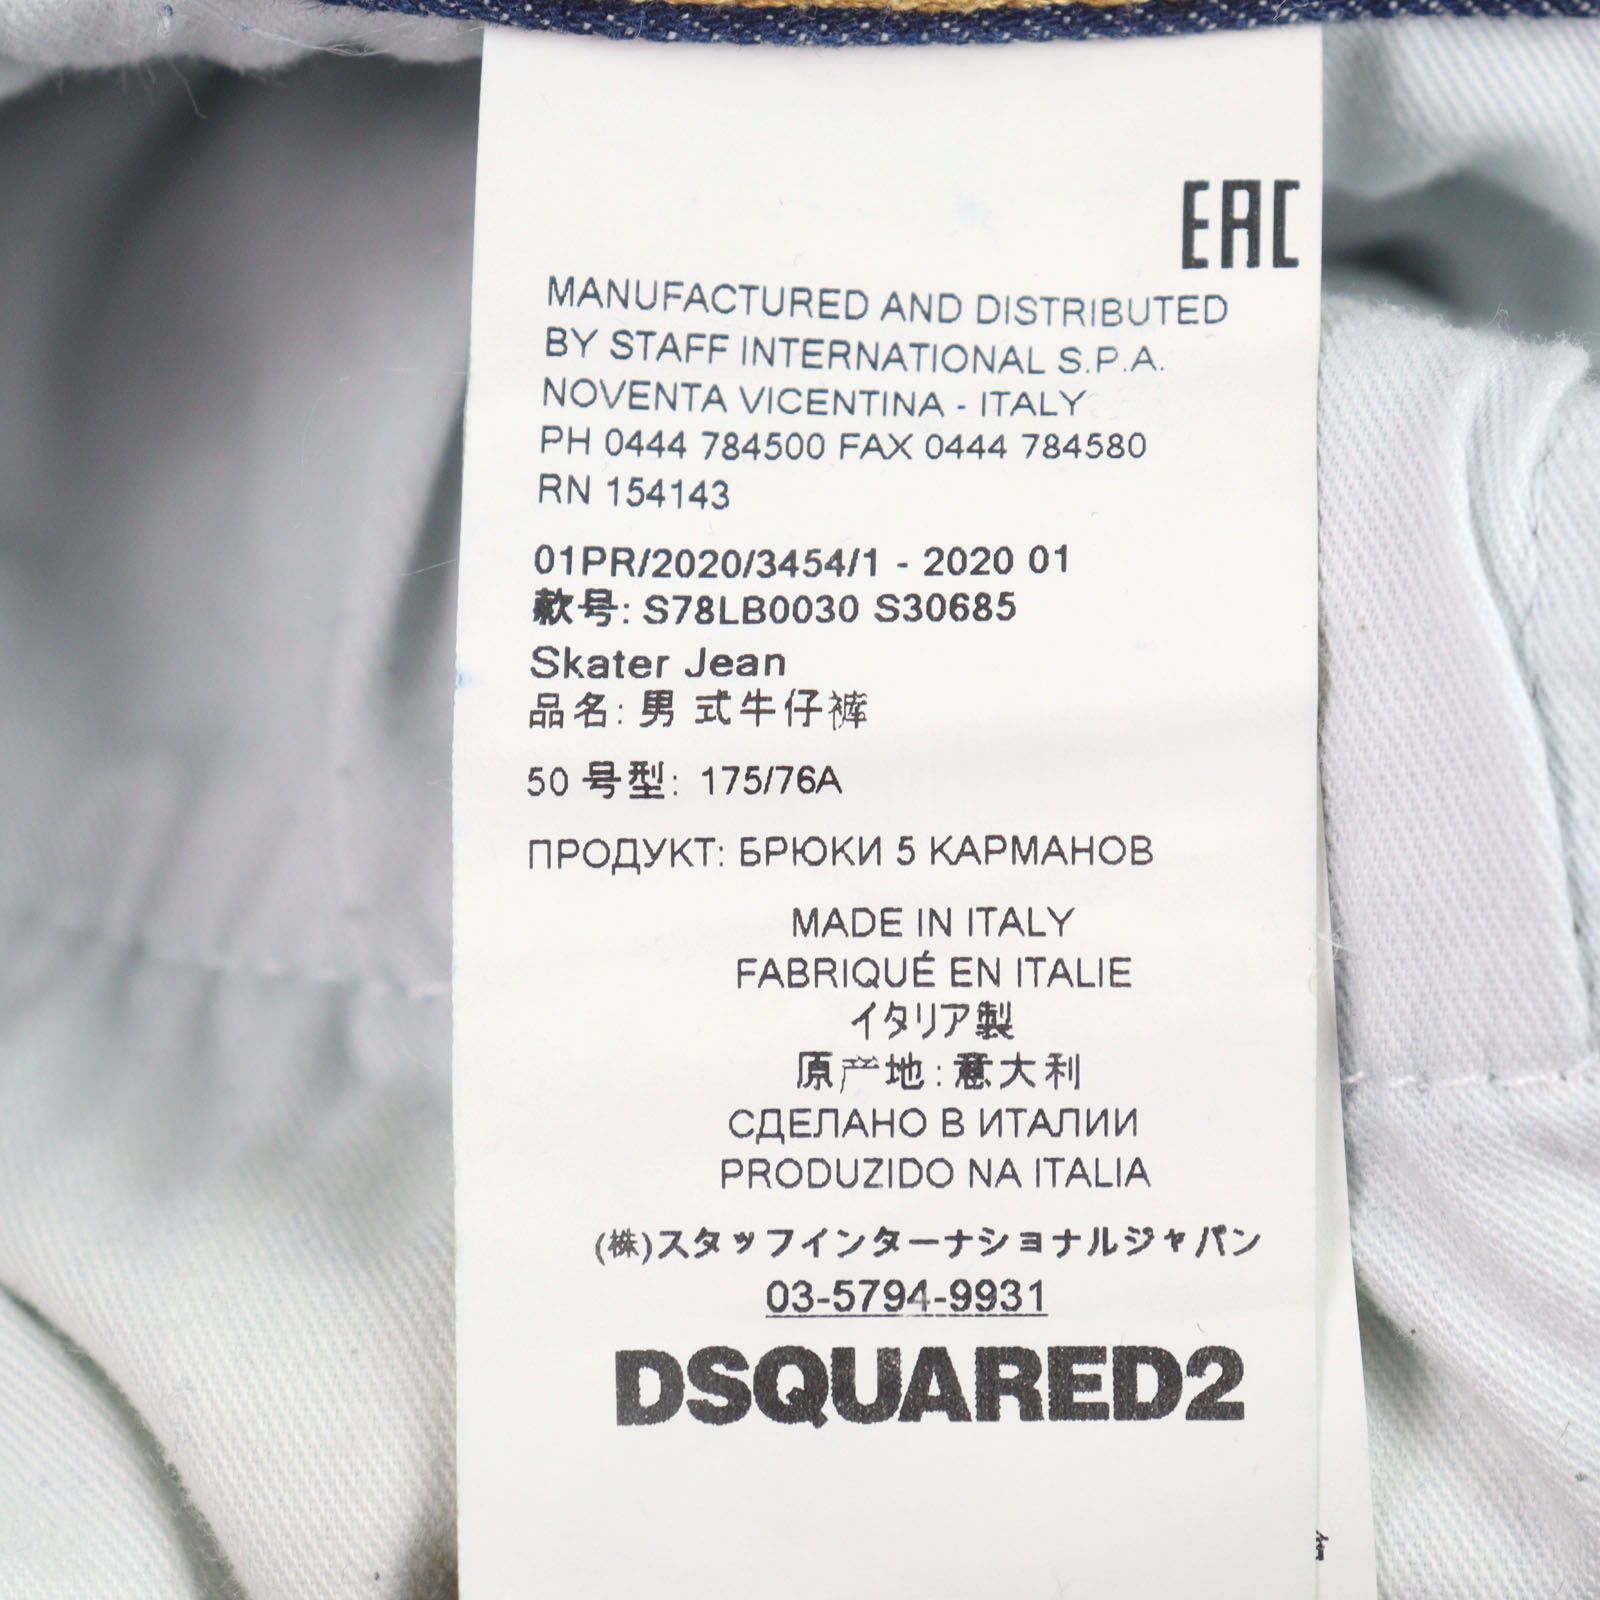 EAC
MANUFACTURED AND DISTRIBUTED
BY STAFF INTERNATIONAL S.P.A.
NOVENTA VICENTINA - ITALY
PH 0444 784500 FAX 0444 784580
RN 154143
01PR/2020/3454/1 - 2020 01
款号: S78LB0030 S30685
Skater Jean
品名: 男式牛仔裤
50 号型: 175/76A
ПРОДУКТ: БРЮКИ 5 КАРМАНОВ
MADE IN ITALY
FABRIQUÉ EN ITALIE
イタリア製
原产地: 意大利
СДЕЛАНО В ИТАЛИИ
PRODUZIDO NA ITALIA
(株)スタッフインターナショナルジャパン
03-5794-9931
DSQUARED2